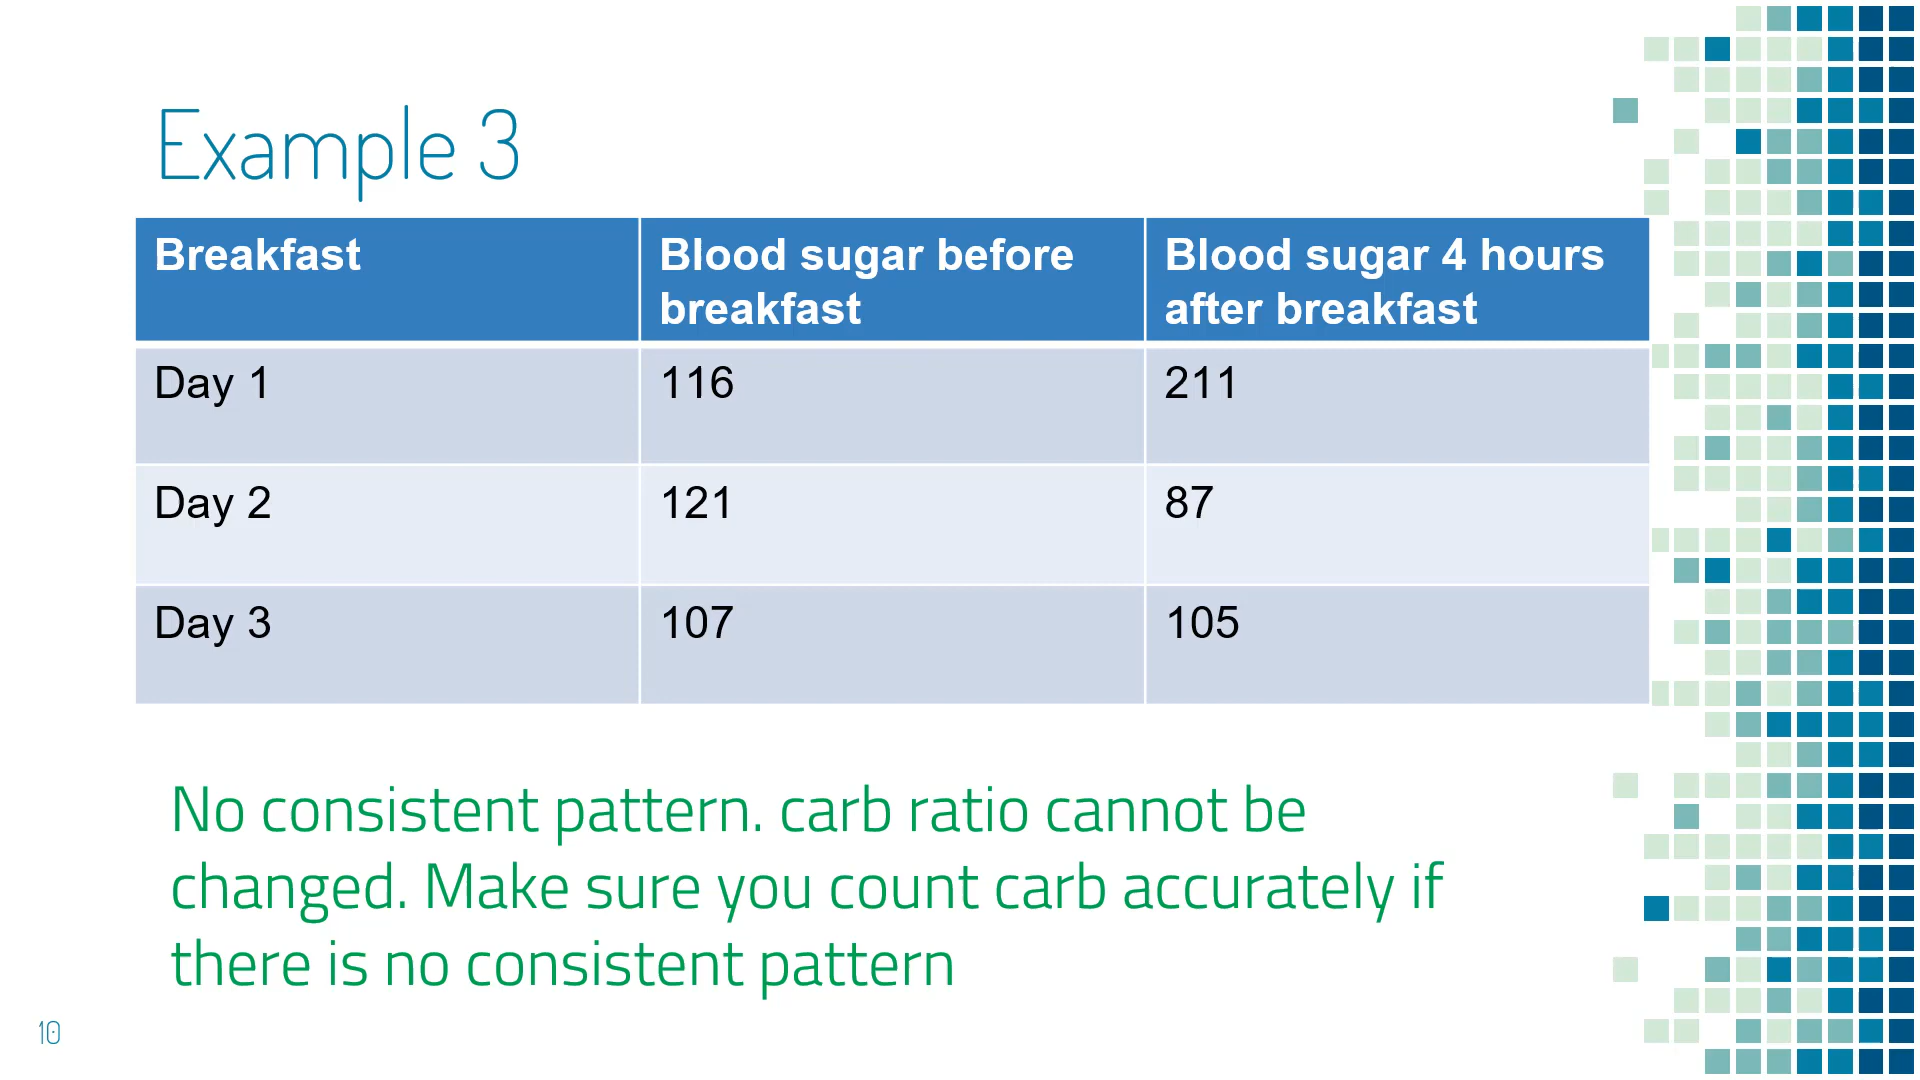 Example 3
Breakfast
Blood sugar before
breakfast
Blood sugar 4 hours
after breakfast
Day 1
116
211
Day 2
121
87
Day 3
107
105
No consistent pattern. carb ratio cannot be
changed. Make sure you count carb accurately if
there is no consistent pattern
10